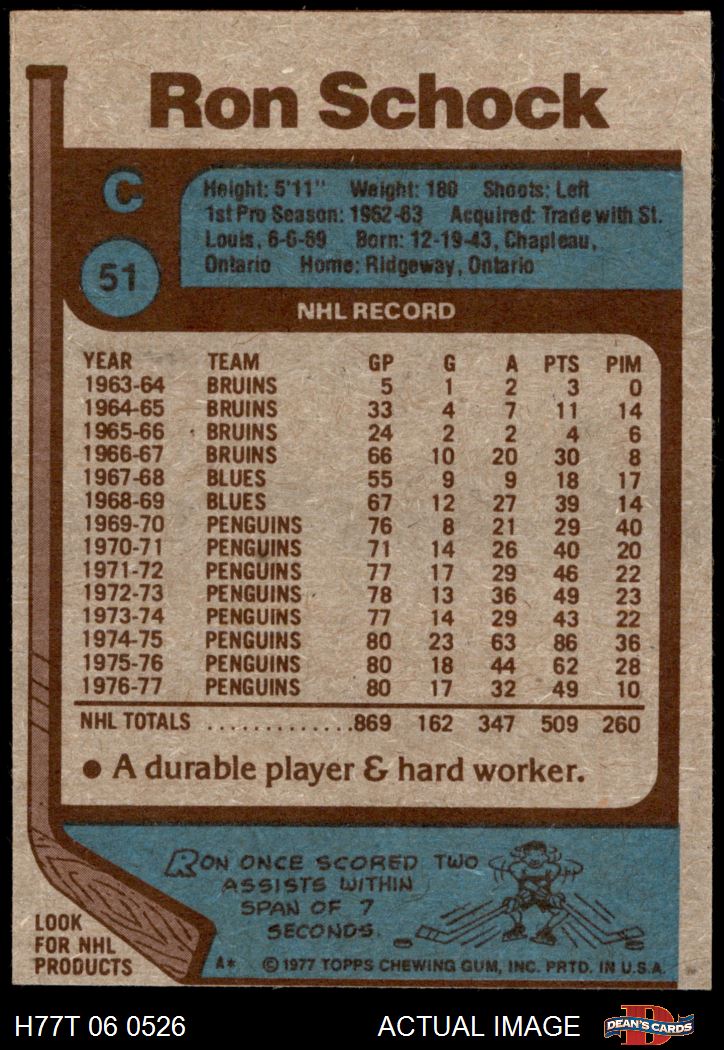 Ron Schock
C
Height: 5'11" Weight: 180 Shoots: Left
1st Pro Season: 1962-63 Acquired: Trade with St.
Louis, 6-6-69 Born: 12-19-43, Chapleau,
Ontario Home: Ridgeway, Ontario
51
NHL RECORD
YEAR TEAM GP G A PTS PIM
1963-64 BRUINS 5 1 2 3 0
1964-65 BRUINS 33 4 7 11 14
1965-66 BRUINS 24 2 2 4 6
1966-67 BRUINS 66 10 20 30 8
1967-68 BLUES 55 9 9 18 17
1968-69 BLUES 67 12 27 39 14
1969-70 PENGUINS 76 8 21 29 40
1970-71 PENGUINS 71 14 26 40 20
1971-72 PENGUINS 77 17 29 46 22
1972-73 PENGUINS 78 13 36 49 23
1973-74 PENGUINS 77 14 29 43 22
1974-75 PENGUINS 80 23 63 86 36
1975-76 PENGUINS 80 18 44 62 28
1976-77 PENGUINS 80 17 32 49 10
NHL TOTALS .............869 162 347 509 260
● A durable player & hard worker.
RON ONCE SCORED TWO
ASSISTS WITHIN
SPAN OF 7
SECONDS.
LOOK
FOR NHL
PRODUCTS
A* © 1977 TOPPS CHEWING GUM, INC. PRTD. IN U.S.A.
H77T 06 0526 ACTUAL IMAGE DEAN'S CARDS